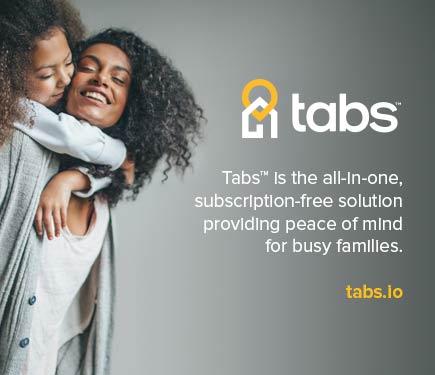 tabs™
Tabs™ is the all-in-one,
subscription-free solution
providing peace of mind
for busy families.
tabs.io